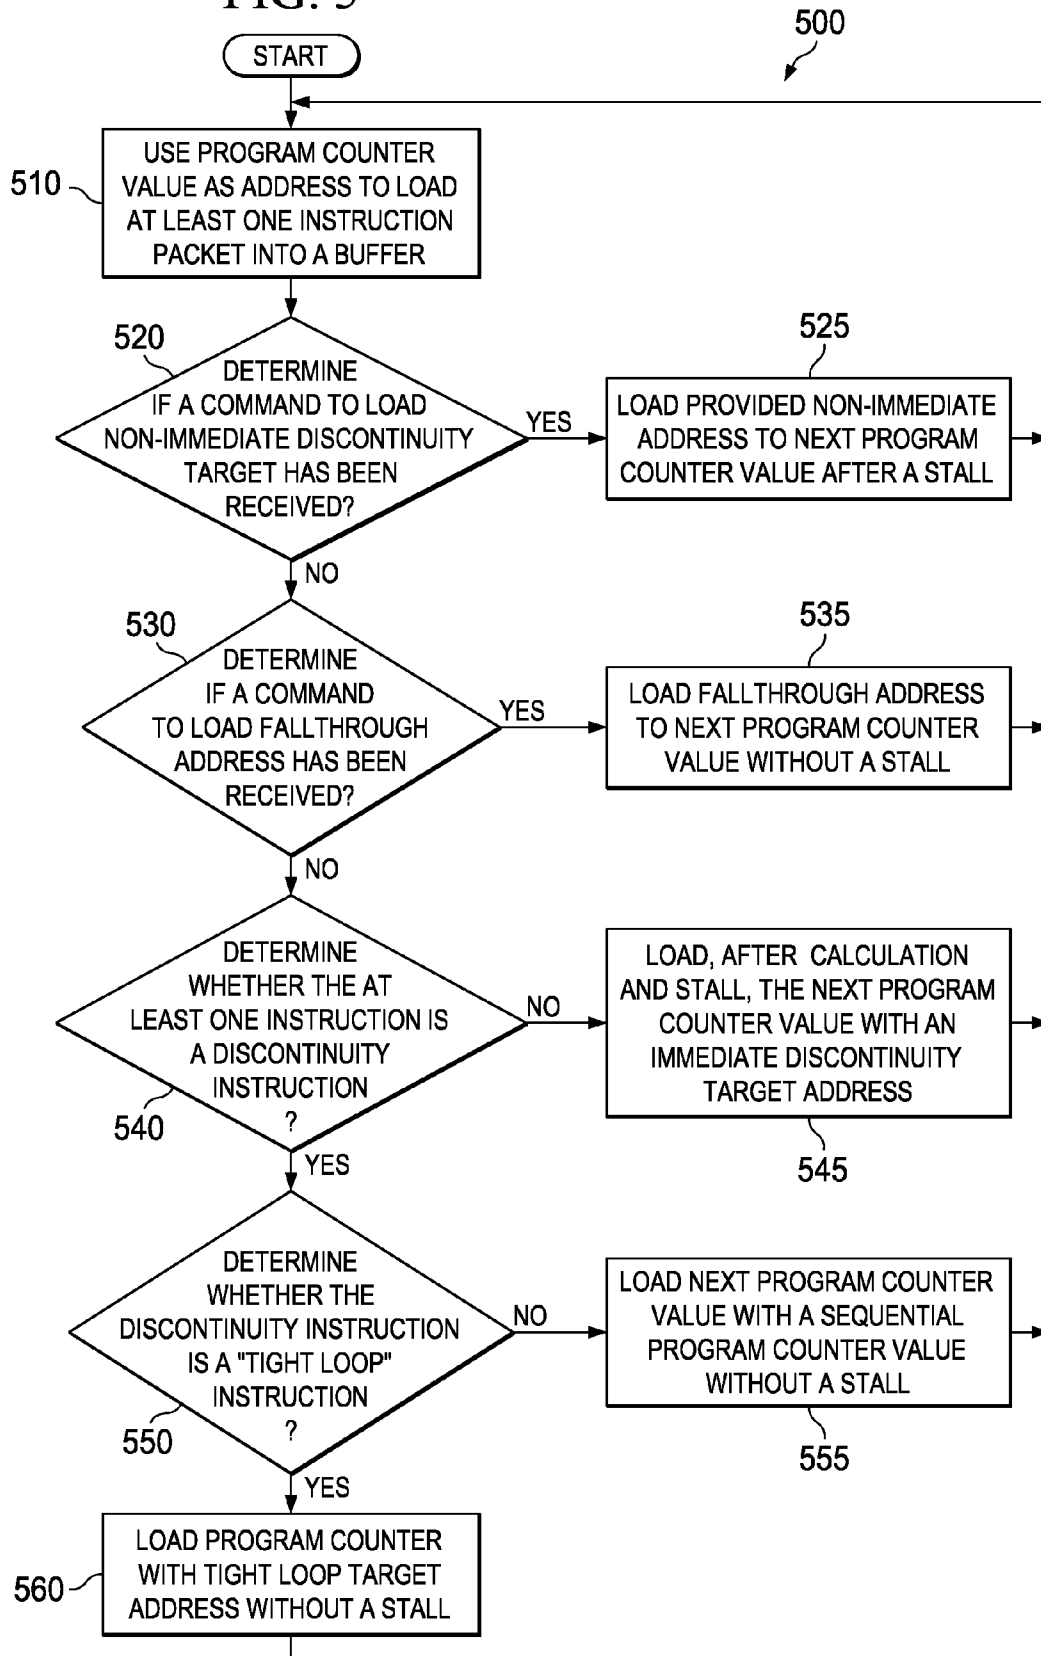 FIG. 5
500
START
510
USE PROGRAM COUNTER
VALUE AS ADDRESS TO LOAD
AT LEAST ONE INSTRUCTION
PACKET INTO A BUFFER
520
DETERMINE
IF A COMMAND TO LOAD
NON-IMMEDIATE DISCONTINUITY
TARGET HAS BEEN
RECEIVED?
YES
525
LOAD PROVIDED NON-IMMEDIATE
ADDRESS TO NEXT PROGRAM
COUNTER VALUE AFTER A STALL
NO
530
DETERMINE
IF A COMMAND
TO LOAD FALLTHROUGH
ADDRESS HAS BEEN
RECEIVED?
YES
535
LOAD FALLTHROUGH ADDRESS
TO NEXT PROGRAM COUNTER
VALUE WITHOUT A STALL
NO
DETERMINE
WHETHER THE AT
LEAST ONE INSTRUCTION IS
A DISCONTINUITY
INSTRUCTION
?
540
NO
LOAD, AFTER CALCULATION
AND STALL, THE NEXT PROGRAM
COUNTER VALUE WITH AN
IMMEDIATE DISCONTINUITY
TARGET ADDRESS
545
YES
DETERMINE
WHETHER THE
DISCONTINUITY INSTRUCTION
IS A "TIGHT LOOP"
INSTRUCTION
?
550
NO
LOAD NEXT PROGRAM COUNTER
VALUE WITH A SEQUENTIAL
PROGRAM COUNTER VALUE
WITHOUT A STALL
555
YES
560
LOAD PROGRAM COUNTER
WITH TIGHT LOOP TARGET
ADDRESS WITHOUT A STALL